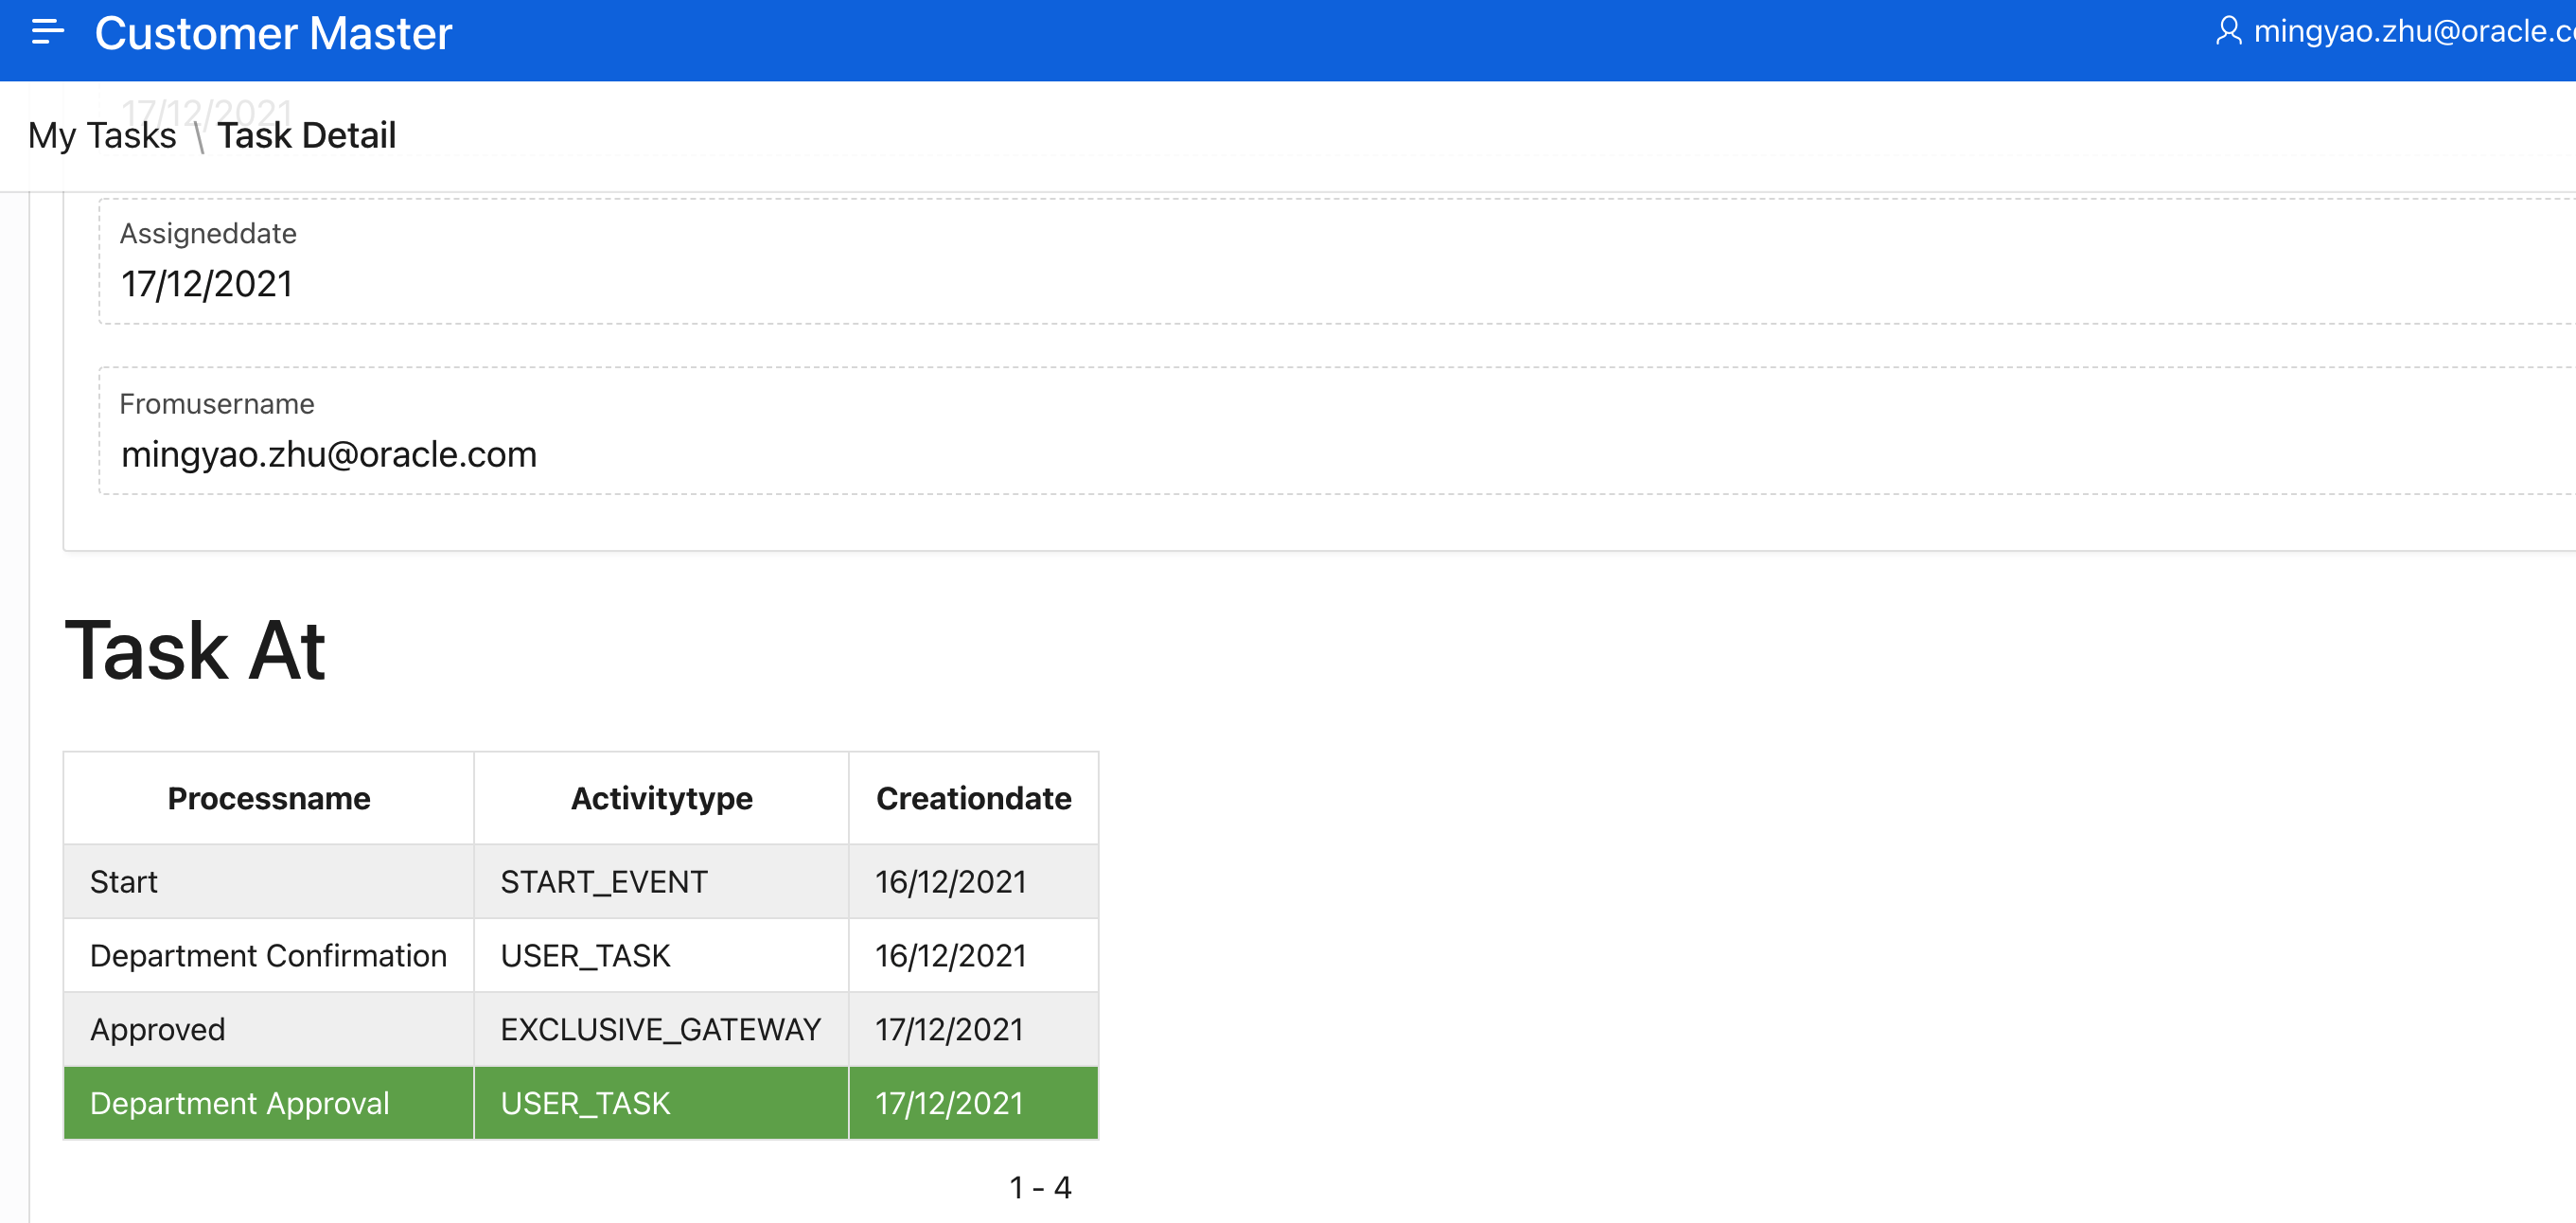 Customer Master
mingyao.zhu@oracle.c
17/12/2021
My Tasks \ Task Detail
Assigneddate
17/12/2021
Fromusername
mingyao.zhu@oracle.com
Task At
Processname Activitytype Creationdate
Start START_EVENT 16/12/2021
Department Confirmation USER_TASK 16/12/2021
Approved EXCLUSIVE_GATEWAY 17/12/2021
Department Approval USER_TASK 17/12/2021
1 - 4